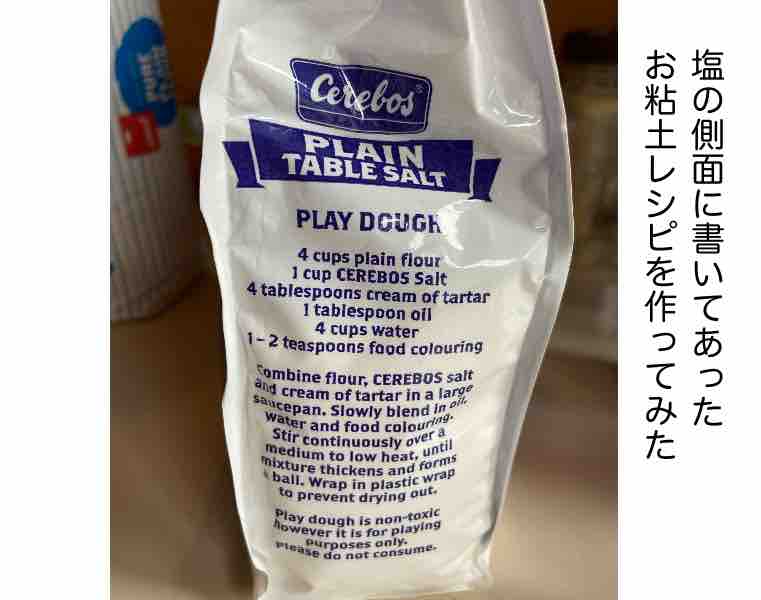 塩の側面に書いてあった
お粘土レシピを作ってみた
Cerebos®
PLAIN
TABLE SALT
PLAY DOUGH
4 cups plain flour
1 cup CEREBOS Salt
4 tablespoons cream of tartar
1 tablespoon oil
4 cups water
1 – 2 teaspoons food colouring
Combine flour, CEREBOS salt
and cream of tartar in a large
saucepan. Slowly blend in oil,
water and food colouring.
Stir continuously over a
medium to low heat, until
mixture thickens and forms
a ball. Wrap in plastic wrap
to prevent drying out.
Play dough is non-toxic
however it is for playing
purposes only.
Please do not consume.